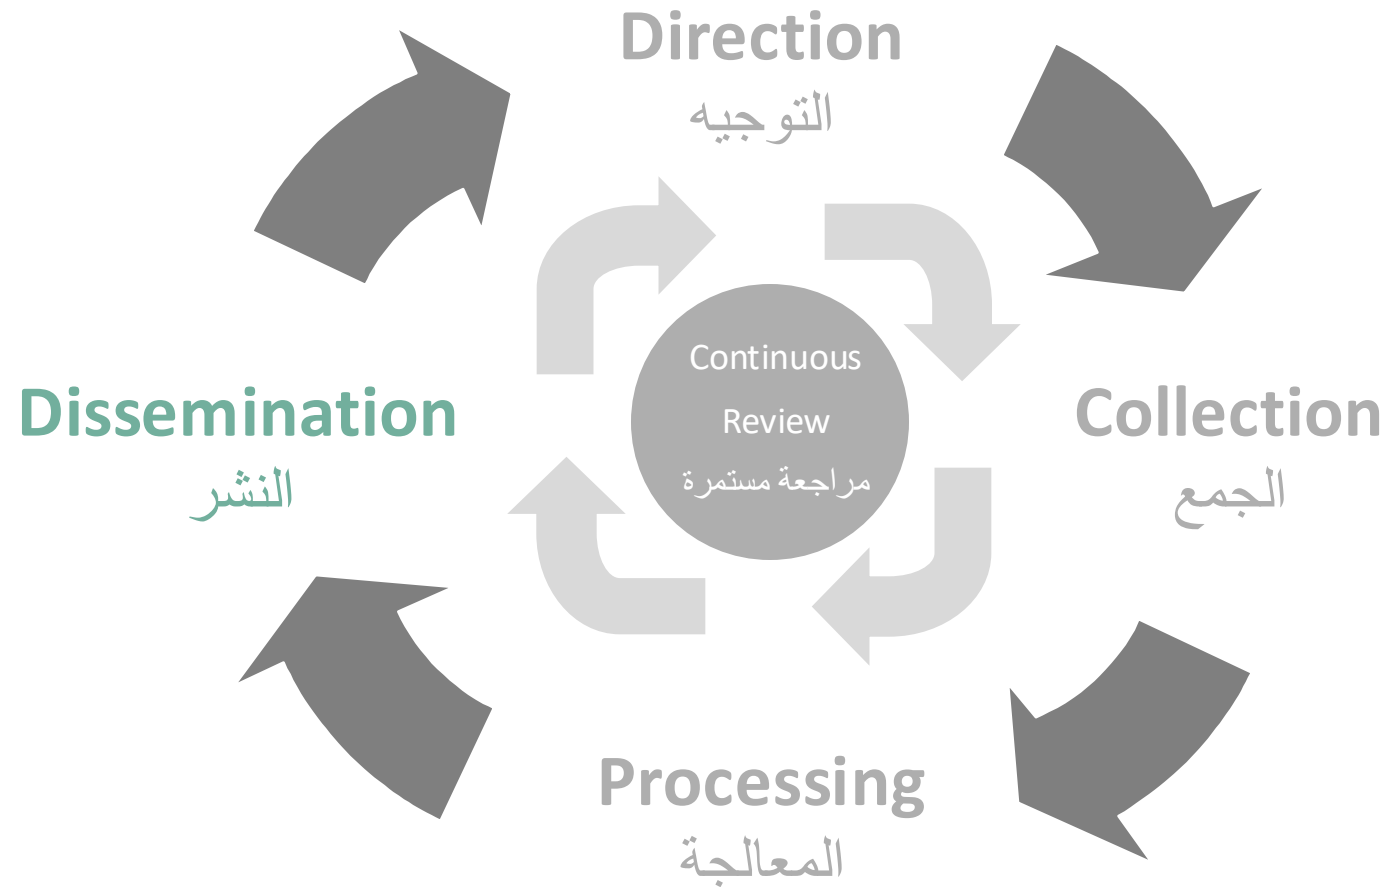 Direction
التوجيه
Continuous
Review
مراجعة مستمرة
Dissemination
النشر
Collection
الجمع
Processing
المعالجة